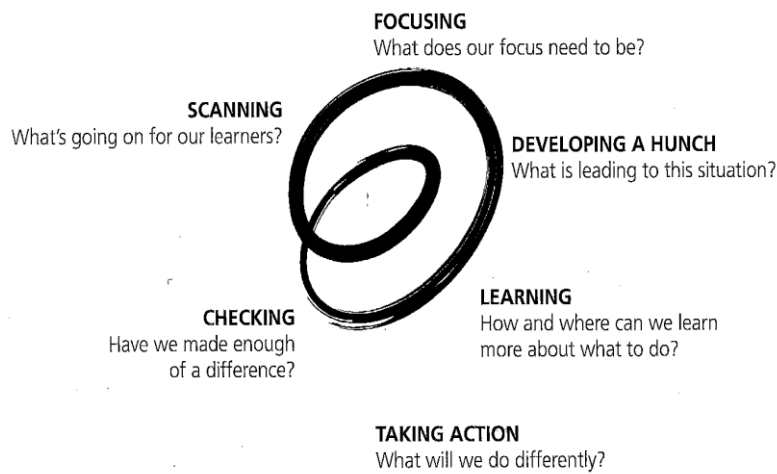 FOCUSING
What does our focus need to be?
SCANNING
What's going on for our learners?
DEVELOPING A HUNCH
What is leading to this situation?
LEARNING
How and where can we learn
more about what to do?
CHECKING
Have we made enough
of a difference?
TAKING ACTION
What will we do differently?